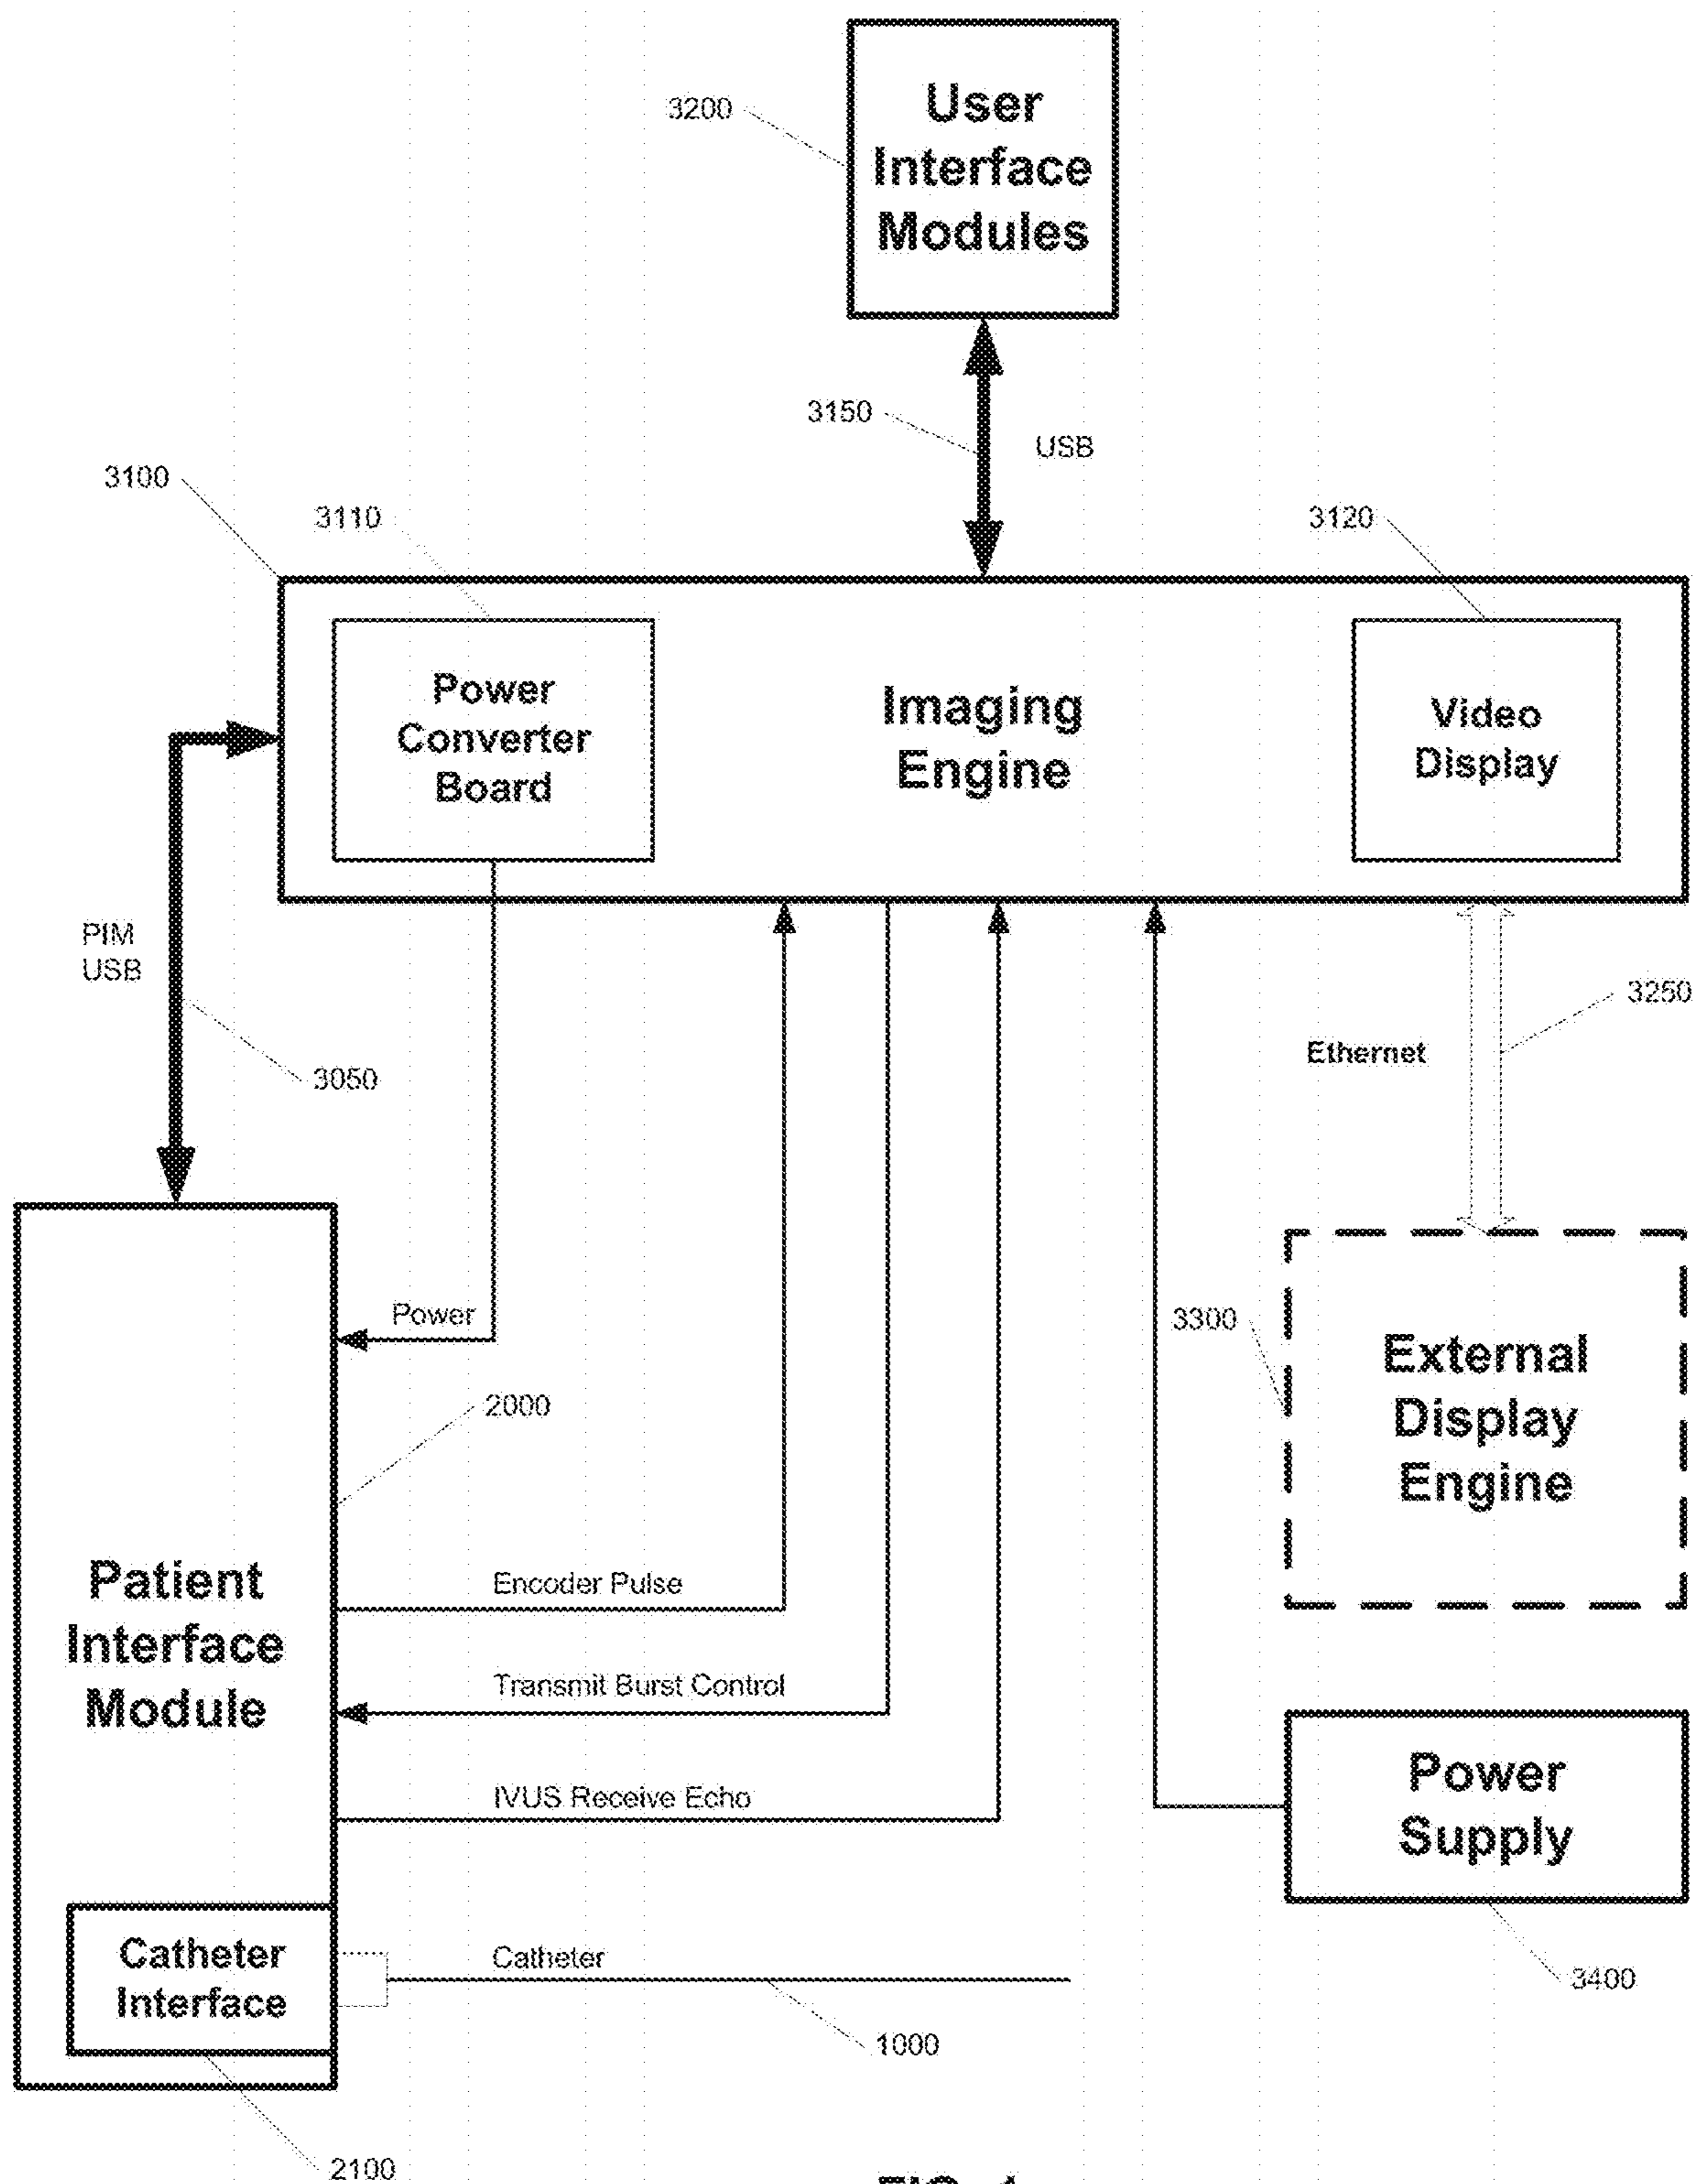 3200
User
Interface
Modules
3150
USB
3100
3110
3120
Power
Converter
Board
Imaging
Engine
Video
Display
PIM
USB
3250
Ethernet
3050
Power
3300
External
Display
Engine
2000
Patient
Interface
Module
Encoder Pulse
Transmit Burst Control
IVUS Receive Echo
Power
Supply
Catheter
Interface
Catheter
3400
1000
2100